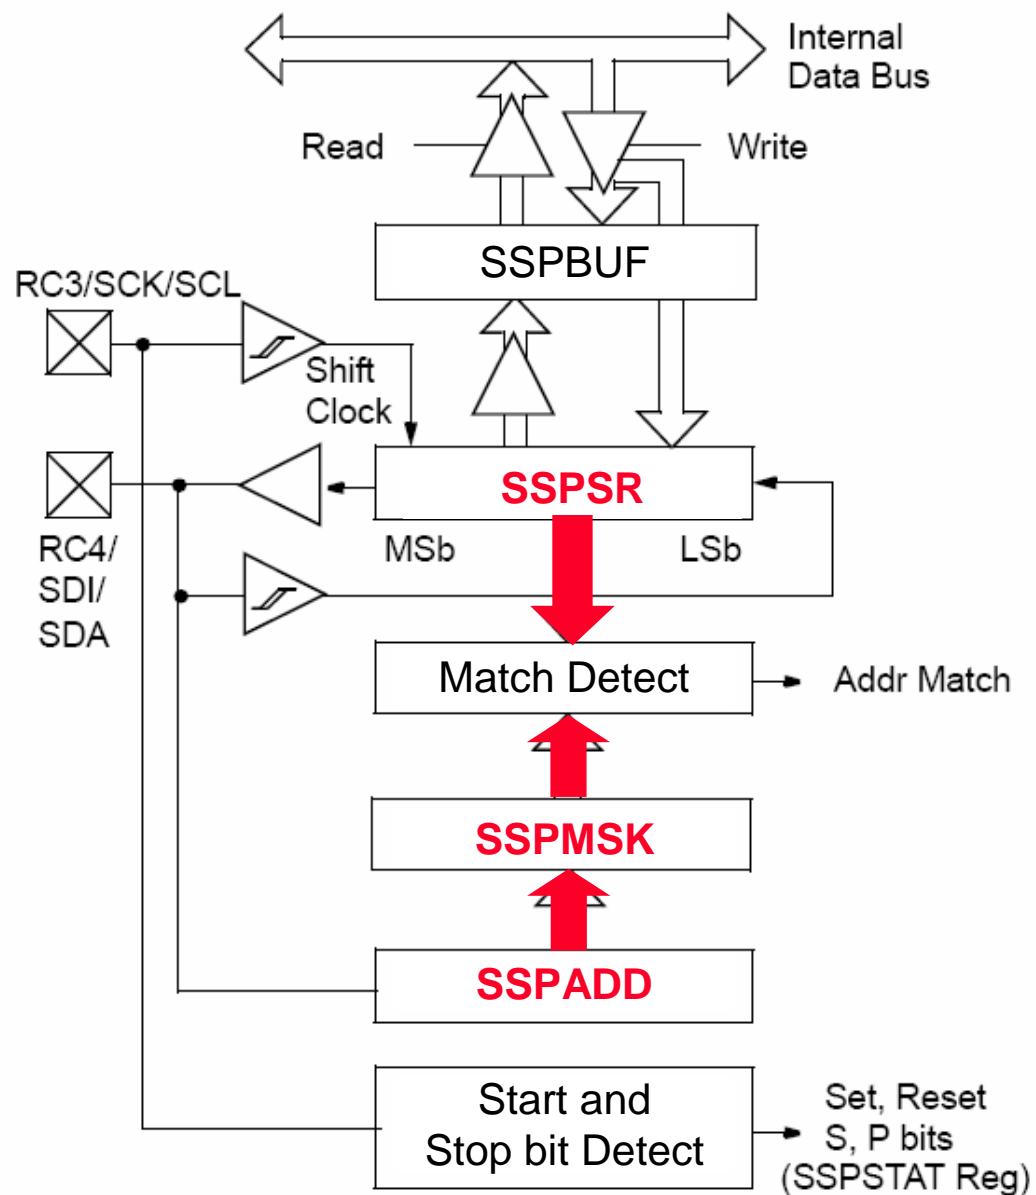 Internal
Data Bus
Read
Write
SSPBUF
RC3/SCK/SCL
Shift
Clock
SSPSR
MSb
LSb
RC4/
SDI/
SDA
Match Detect
Addr Match
SSPMSK
SSPADD
Start and
Stop bit Detect
Set, Reset
S, P bits
(SSPSTAT Reg)